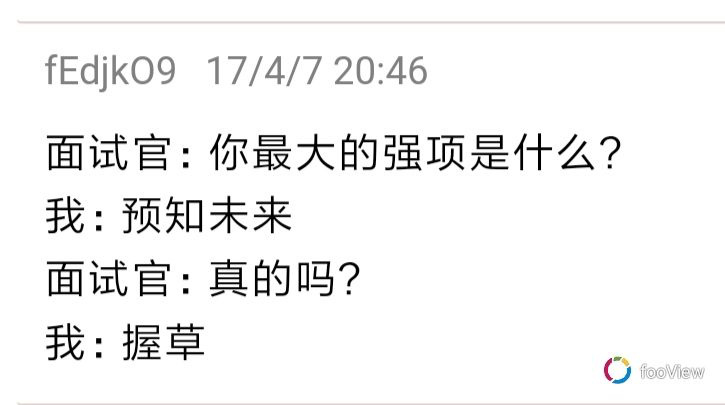 fEdjkO9 17/4/7 20:46
面试官：你最大的强项是什么？
我：预知未来
面试官：真的吗？
我：握草
fooView